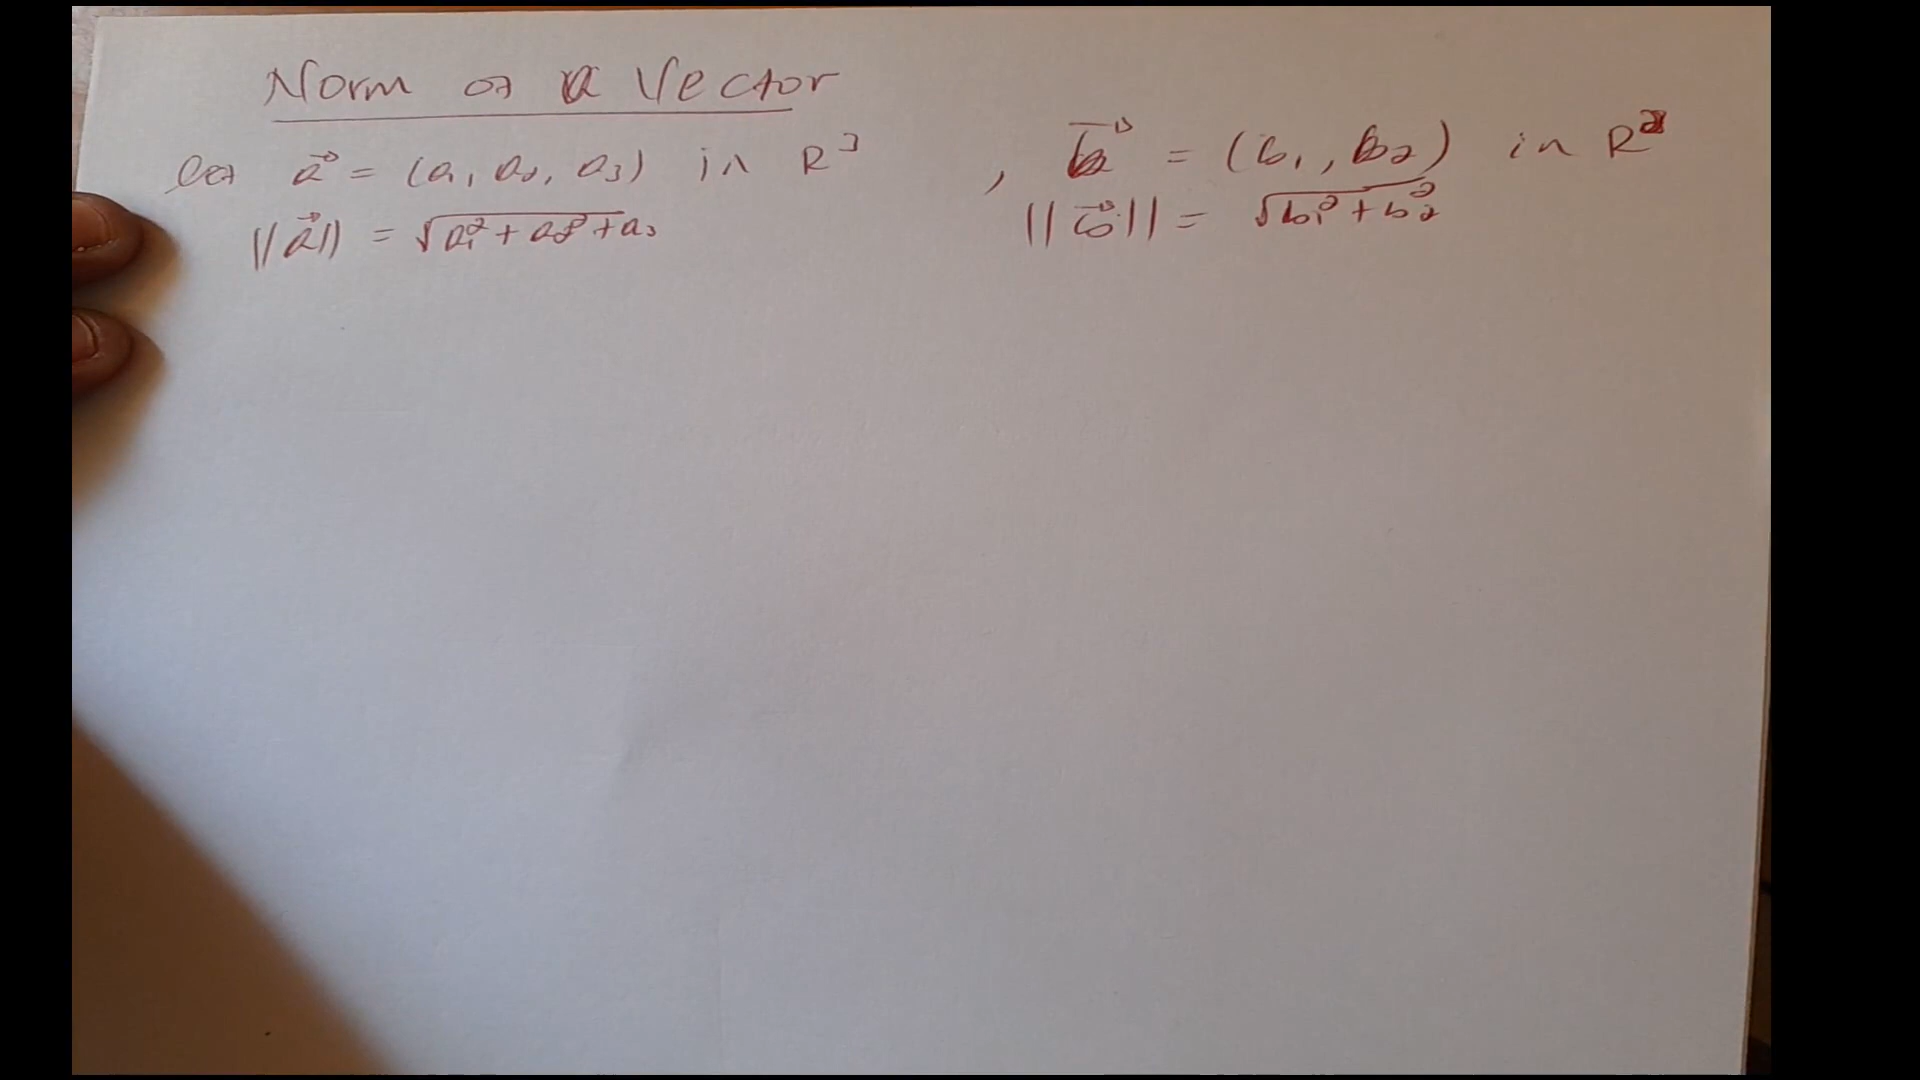 Norm of a Vector
Let a⃗ = (a₁, a₂, a₃) in R³ , b⃗ = (b₁, b₂) in R²
||a⃗|| = √a₁²+a₂²+a₃ ||b⃗|| = √b₁²+b₂²